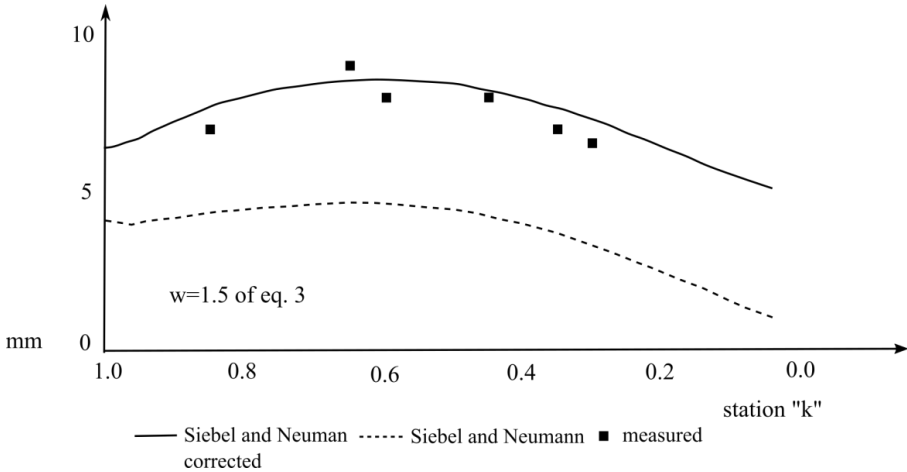 10
5
w=1.5 of eq. 3
mm 0
1.0 0.8 0.6 0.4 0.2 0.0
station "k"
Siebel and Neuman Siebel and Neumann measured
corrected